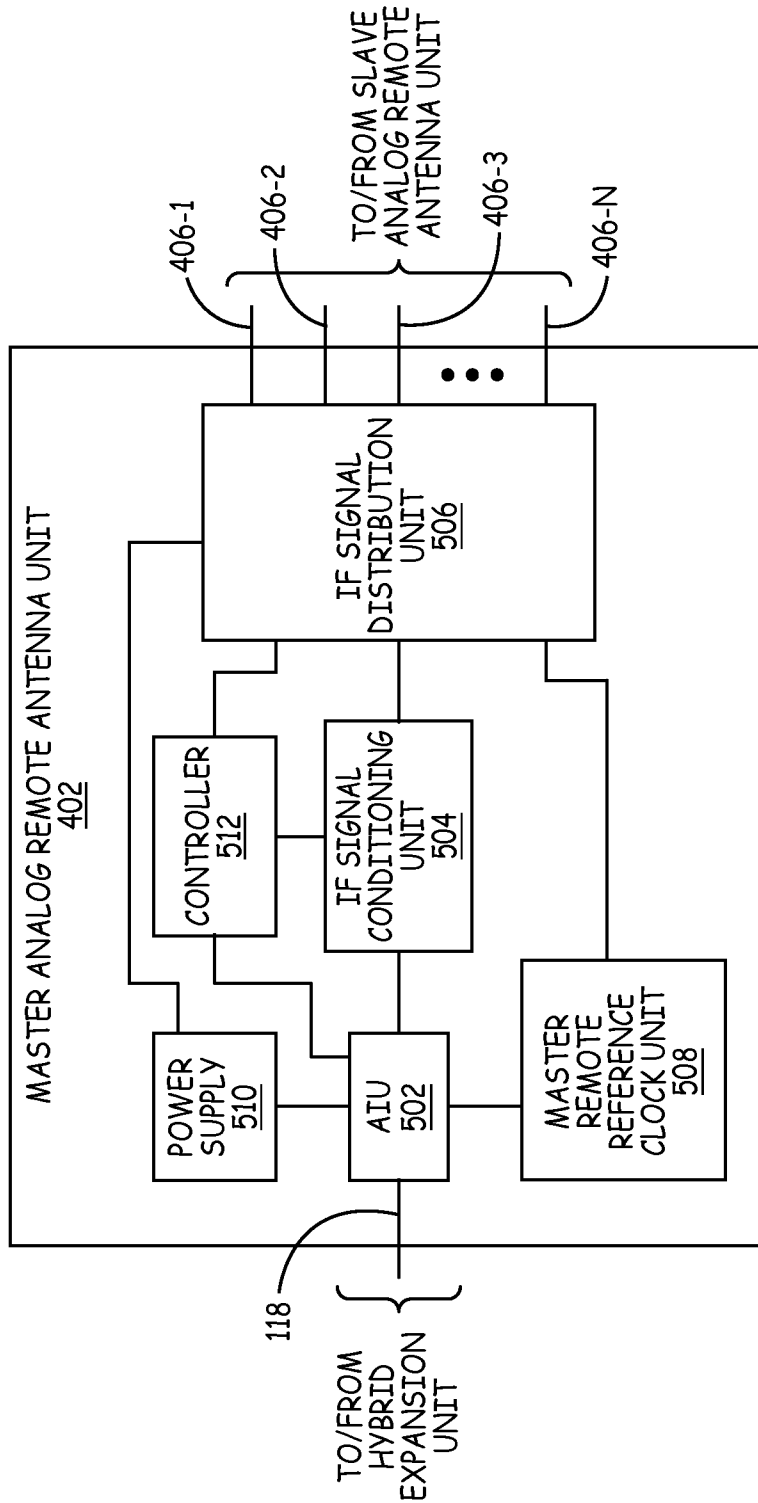 MASTER ANALOG REMOTE ANTENNA UNIT
402
TO/FROM
HYBRID
EXPANSION
UNIT
118
POWER
SUPPLY
510
AIU
502
MASTER
REMOTE
REFERENCE
CLOCK UNIT
508
CONTROLLER
512
IF SIGNAL
CONDITIONING
UNIT
504
IF SIGNAL
DISTRIBUTION
UNIT
506
406-1
406-2
406-3
406-N
TO/FROM SLAVE
ANALOG REMOTE
ANTENNA UNIT